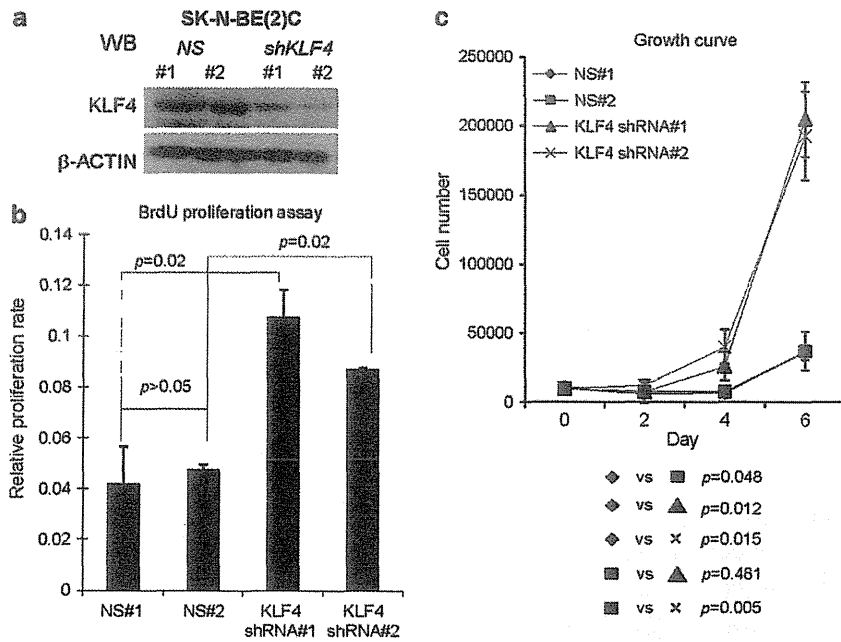 a
SK-N-BE(2)C
WB
NS shKLF4
#1 #2 #1 #2
KLF4
β-ACTIN
b
BrdU proliferation assay
Relative proliferation rate
0.14
0.12
0.1
0.08
0.06
0.04
0.02
0
p=0.02
p=0.02
p>0.05
NS#1
NS#2
KLF4
shRNA#1
KLF4
shRNA#2
c
Growth curve
NS#1
NS#2
KLF4 shRNA#1
KLF4 shRNA#2
Cell number
250000
200000
150000
100000
50000
0
0 2 4 6
Day
vs p=0.048
vs p=0.012
vs p=0.015
vs p=0.461
vs p=0.005